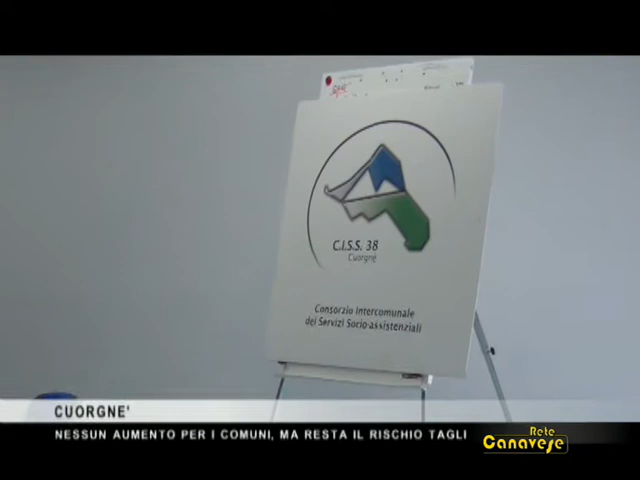 C.I.S.S. 38
Cuorgnè
Consorzio Intercomunale
dei Servizi Socio-assistenziali
CUORGNE'
NESSUN AUMENTO PER I COMUNI, MA RESTA IL RISCHIO TAGLI
Rete
Canavese